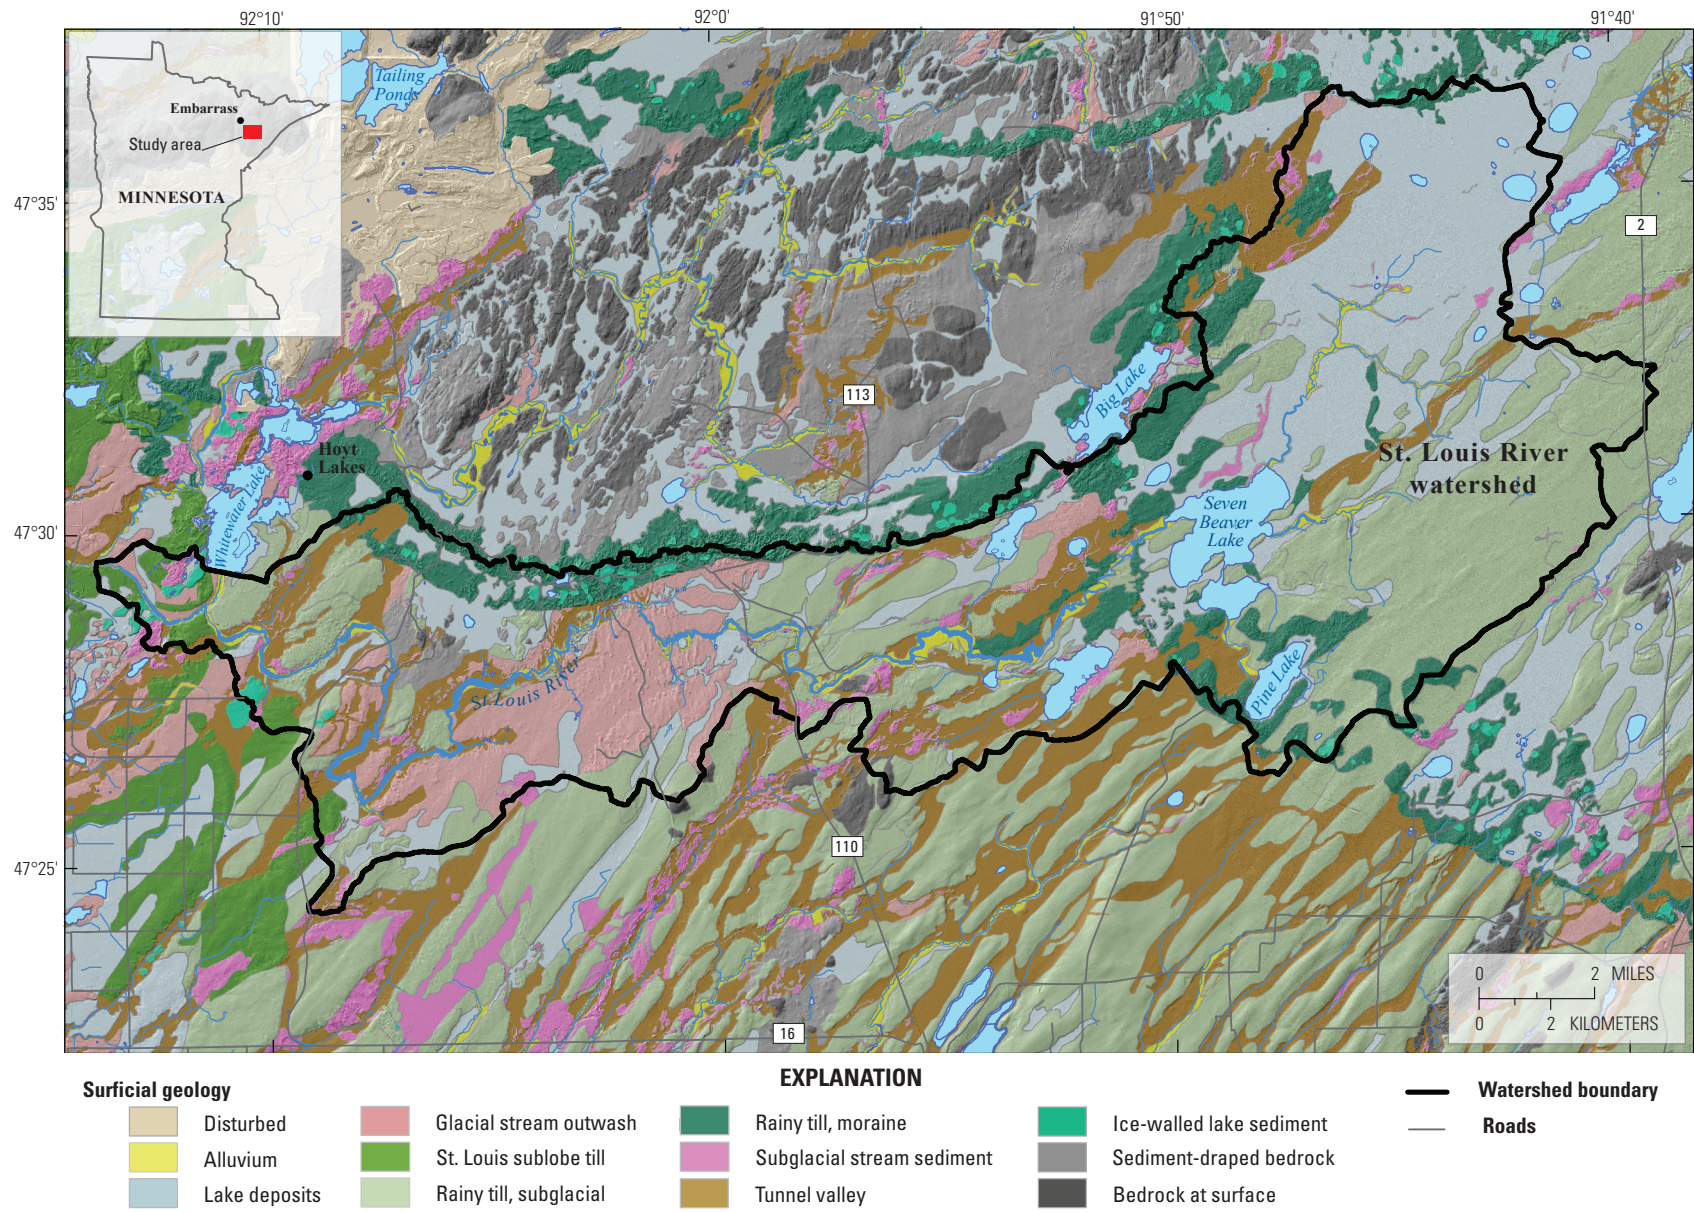 92°10'
92°0'
91°50'
91°40'
Tailing
Ponds
Embarrass
Study area
MINNESOTA
47°35'
2
113
Big Lake
Hoyt
Lakes
St. Louis River
watershed
Whitewater Lake
Seven
Beaver
Lake
47°30'
St. Louis River
Pine Lake
110
47°25'
16
0 2 MILES
0 2 KILOMETERS
EXPLANATION
Surficial geology
Disturbed
Alluvium
Lake deposits
Glacial stream outwash
St. Louis sublobe till
Rainy till, subglacial
Rainy till, moraine
Subglacial stream sediment
Tunnel valley
Ice-walled lake sediment
Sediment-draped bedrock
Bedrock at surface
Watershed boundary
Roads